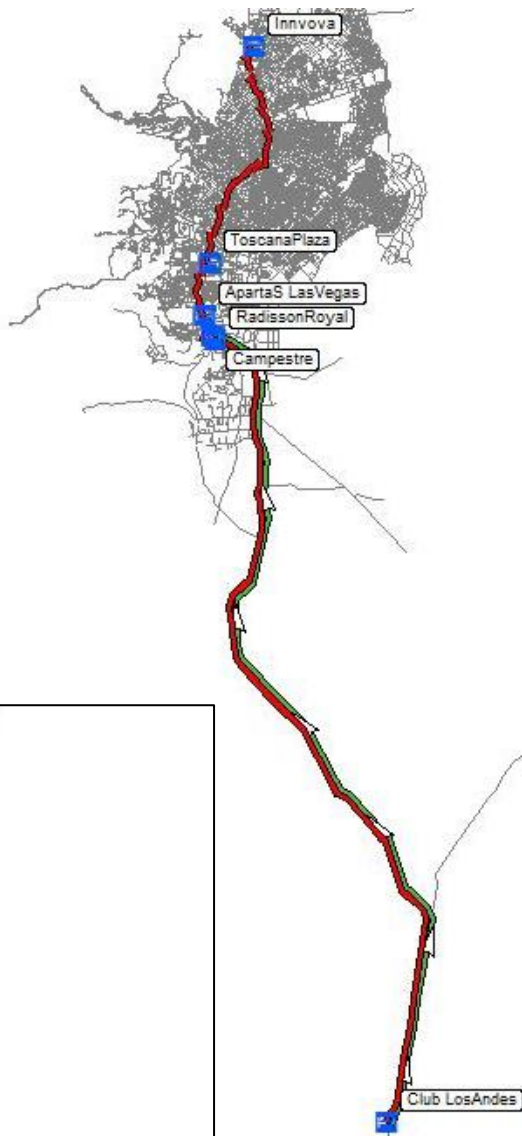 Innvova
ToscanaPlaza
ApartaS LasVegas
RadissonRoyal
Campestre
Club LosAndes